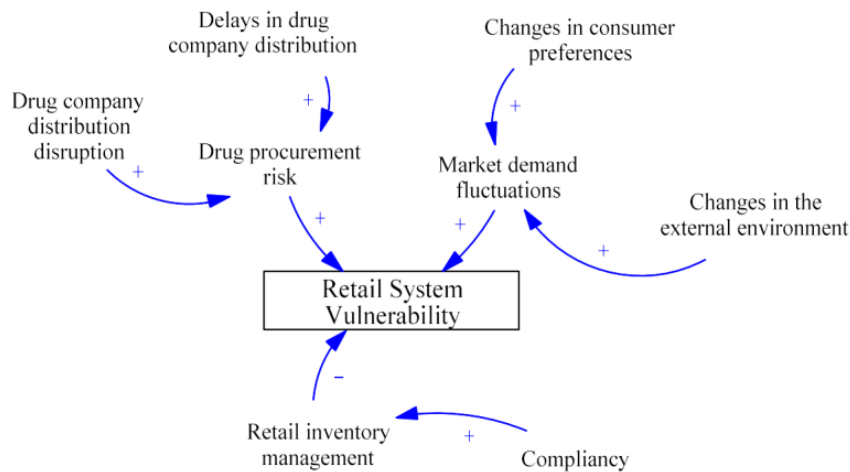 Delays in drug
company distribution
Changes in consumer
preferences
+
+
Drug company
distribution
disruption
+
Drug procurement
risk
Market demand
fluctuations
Changes in the
external environment
+
+
+
Retail System
Vulnerability
–
Retail inventory
management
+
Compliancy